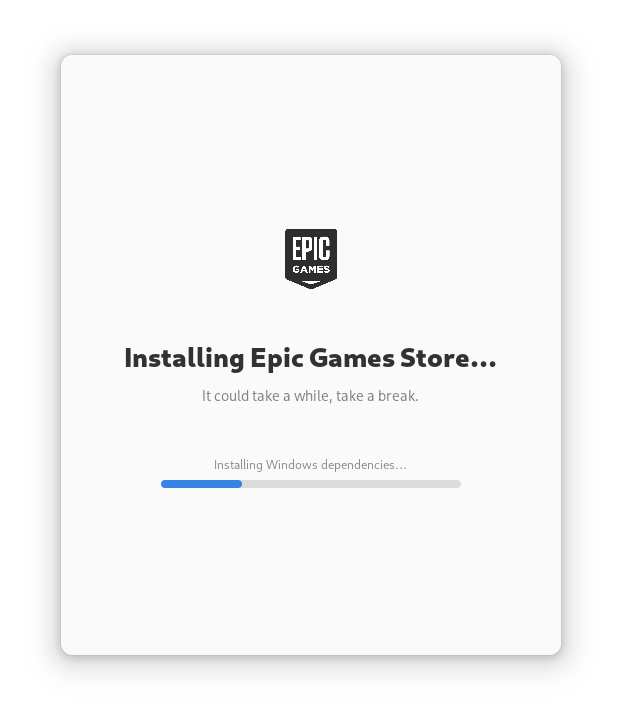 EPIC
GAMES
Installing Epic Games Store...
It could take a while, take a break.
Installing Windows dependencies…